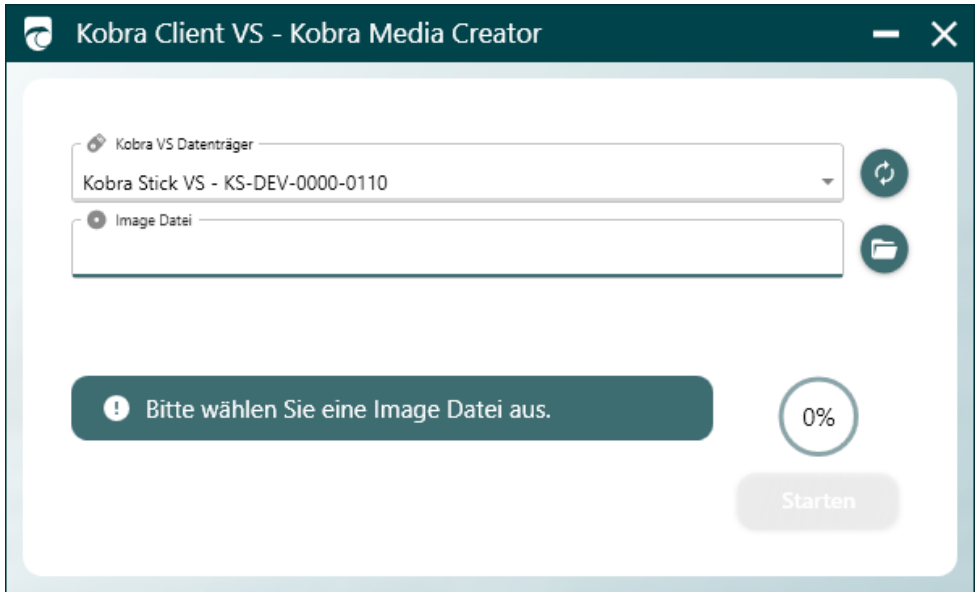 Kobra Client VS - Kobra Media Creator
Kobra VS Datenträger
Kobra Stick VS - KS-DEV-0000-0110
Image Datei
Bitte wählen Sie eine Image Datei aus.
0%
Starten